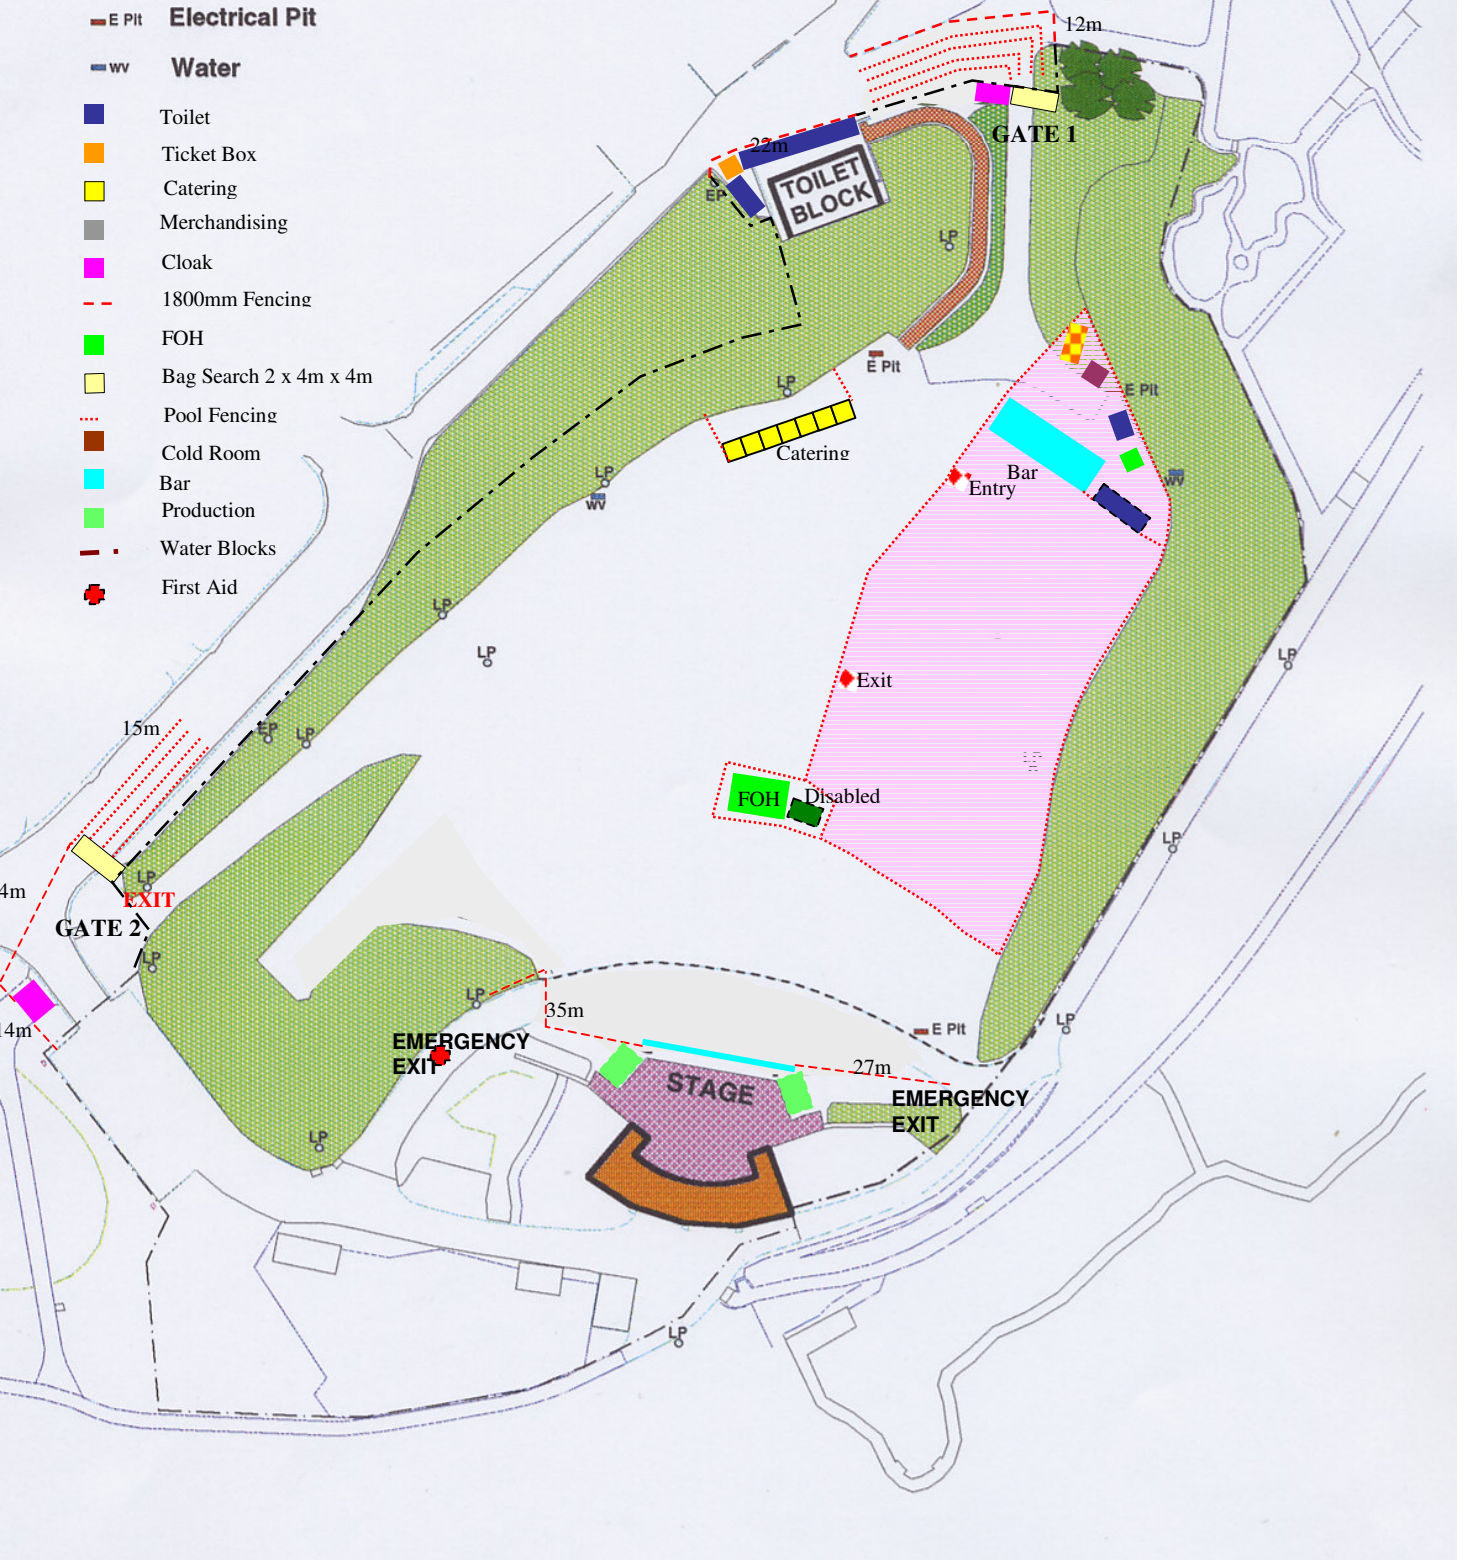 E Pit Electrical Pit
WV Water
Toilet
Ticket Box
Catering
Merchandising
Cloak
1800mm Fencing
FOH
Bag Search 2 x 4m x 4m
Pool Fencing
Cold Room
Bar
Production
Water Blocks
First Aid
12m
GATE 1
22m
TOILET
BLOCK
EP
LP
E Pit
LP
Catering
E Pit
Bar
Entry
WV
LP
WV
LP
LP
LP
Exit
EP
LP
15m
FOH
Disabled
LP
LP
4m
EXIT
GATE 2
LP
LP
35m
14m
EMERGENCY
EXIT
E Pit
LP
27m
STAGE
EMERGENCY
EXIT
LP
LP